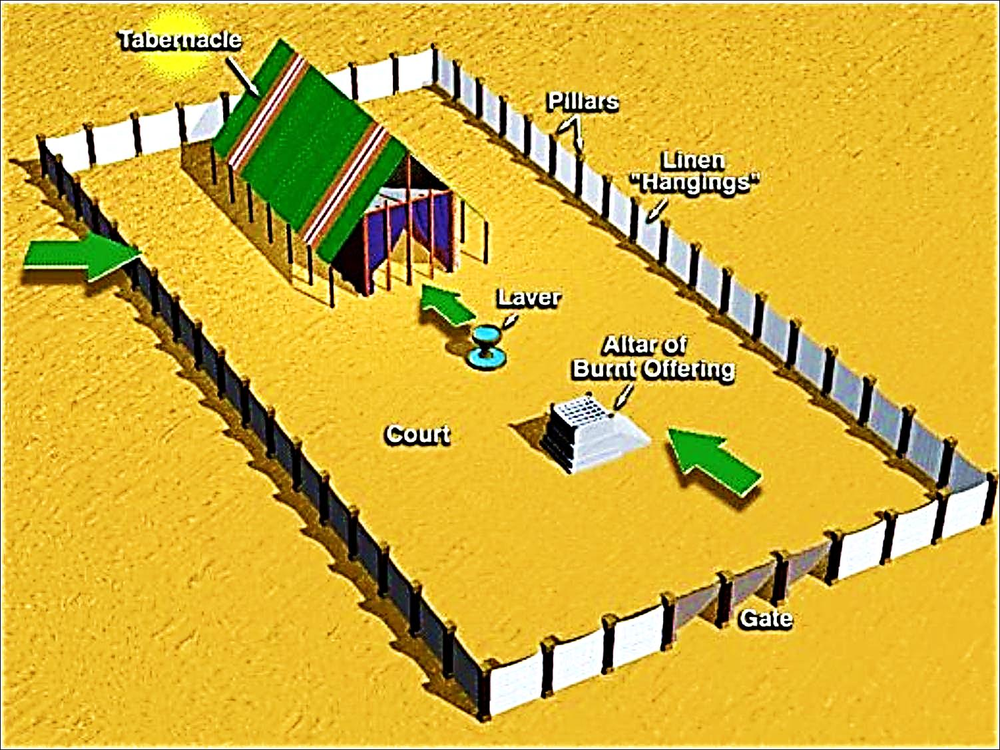 Tabernacle
Pillars
Linen
"Hangings"
Laver
Altar of
Burnt Offering
Court
Gate